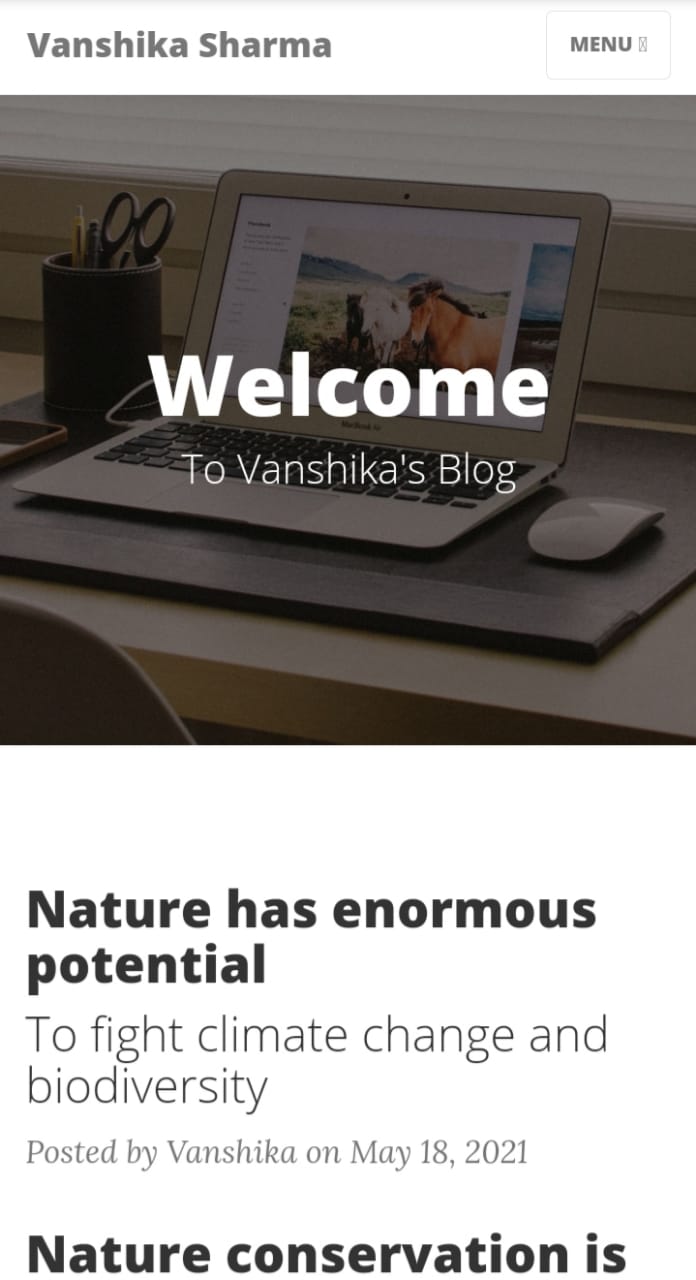 Vanshika Sharma
MENU
Welcome
To Vanshika's Blog
Nature has enormous
potential
To fight climate change and
biodiversity
Posted by Vanshika on May 18, 2021
Nature conservation is